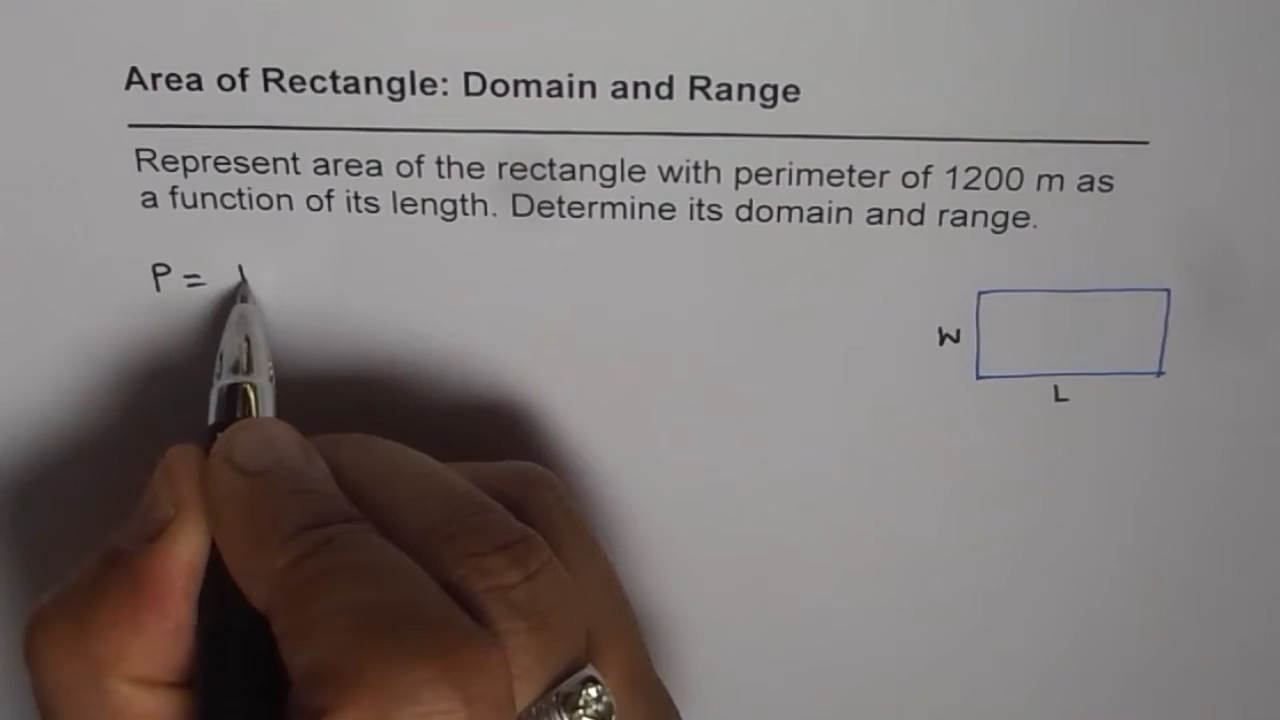 Area of Rectangle: Domain and Range
Represent area of the rectangle with perimeter of 1200 m as
a function of its length. Determine its domain and range.
P =
W
L